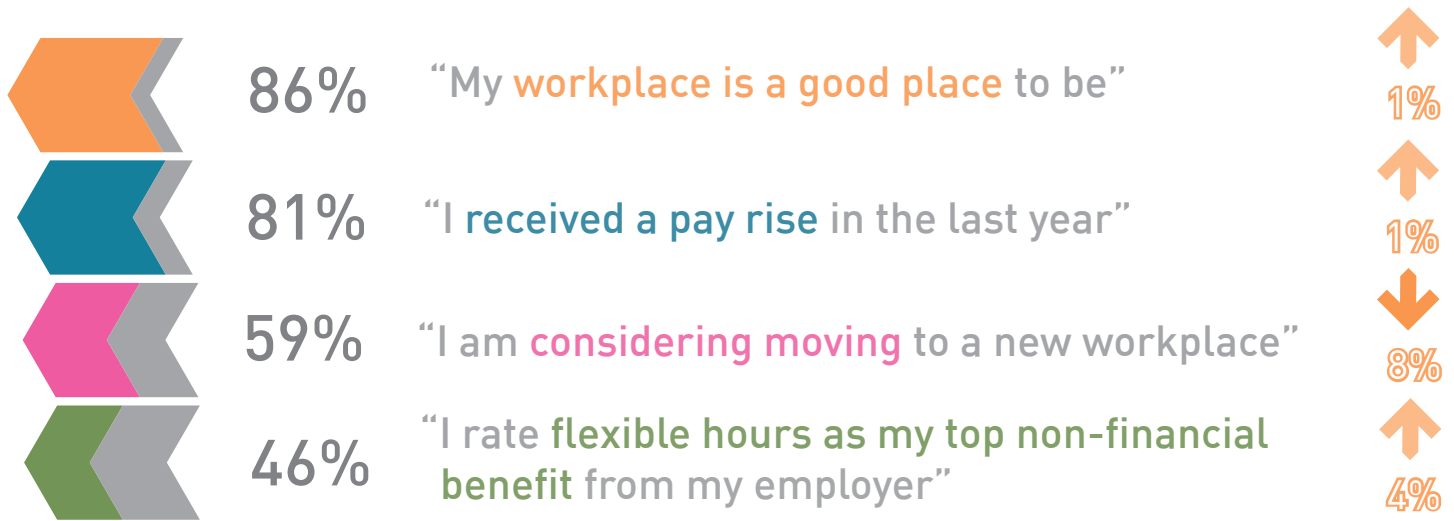 86% “My workplace is a good place to be” 1%
81% “I received a pay rise in the last year” 1%
59% “I am considering moving to a new workplace” 8%
46% “I rate flexible hours as my top non-financial
benefit from my employer” 4%